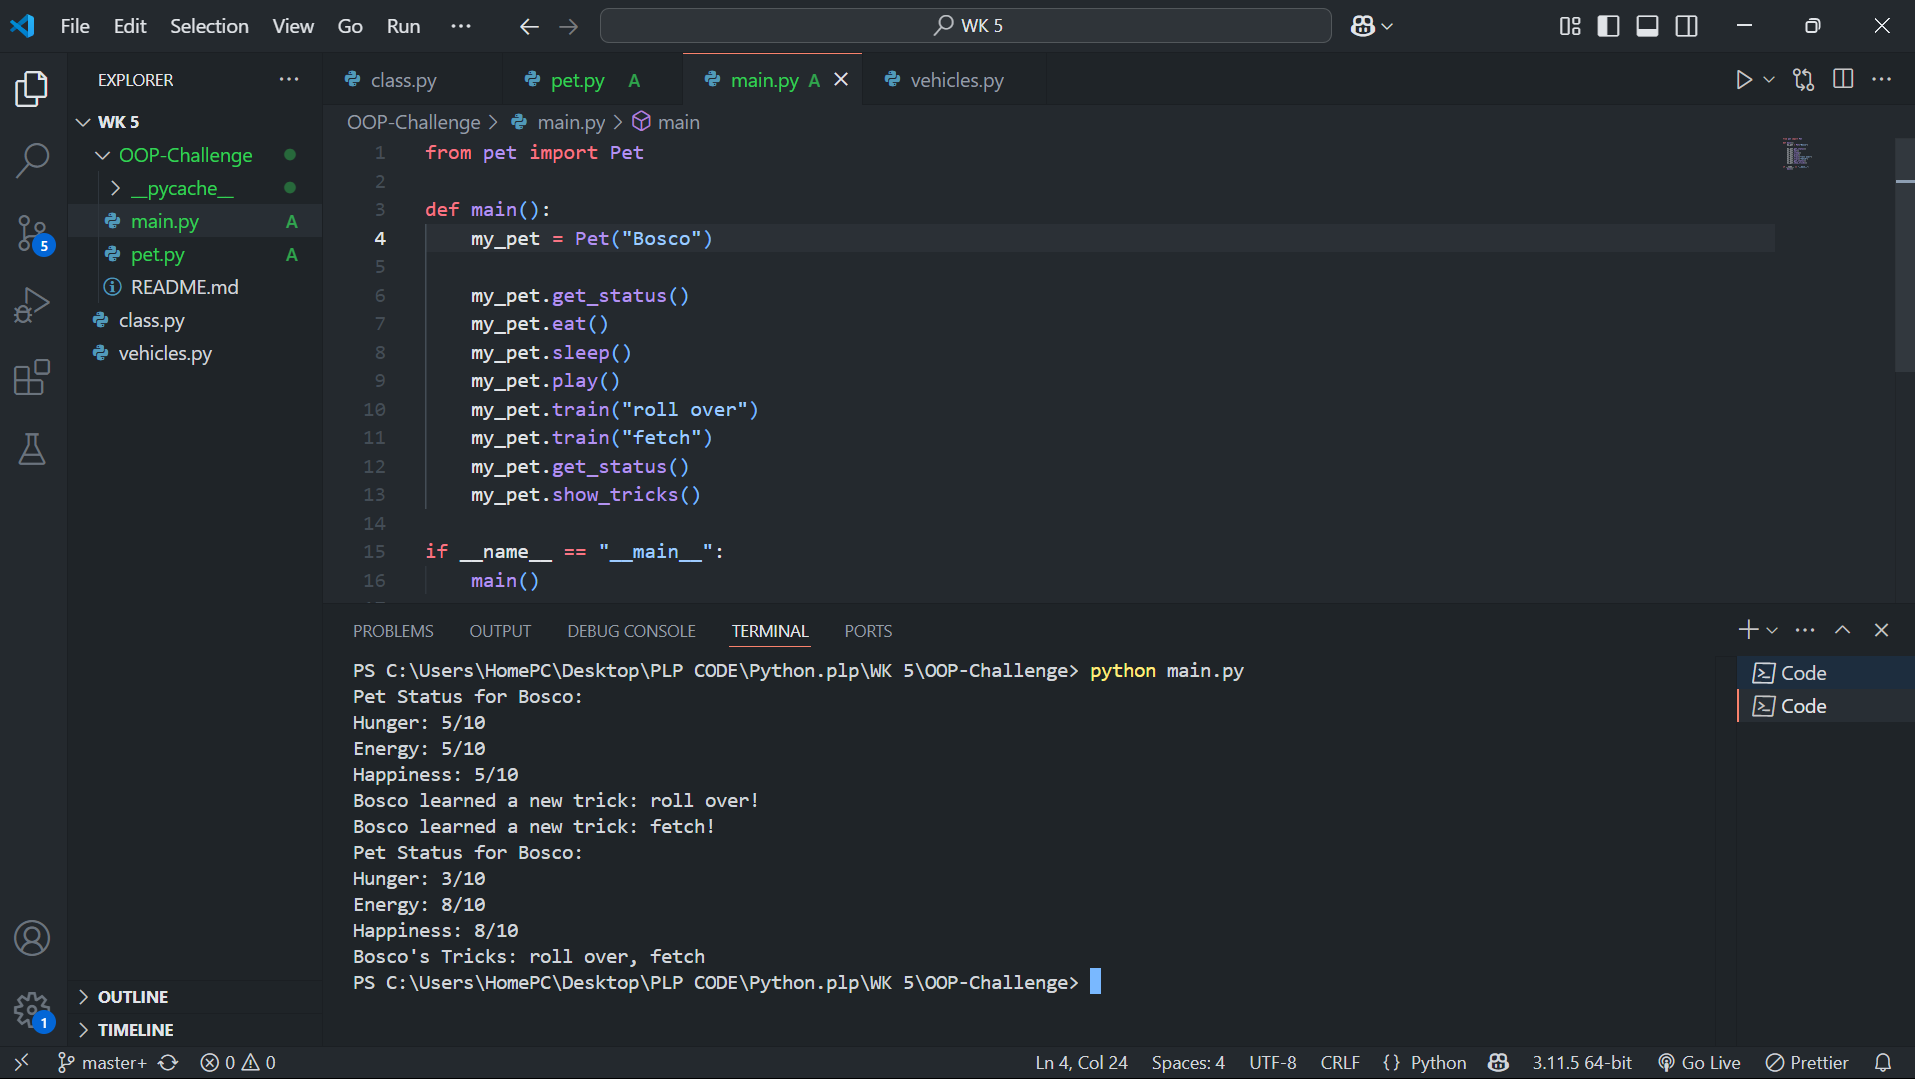 File Edit Selection View Go Run ··· WK 5
EXPLORER ···
WK 5
OOP-Challenge
__pycache__
main.py A
pet.py A
README.md
class.py
vehicles.py
OUTLINE
TIMELINE
5
1
class.py pet.py A main.py A vehicles.py
OOP-Challenge > main.py > main
1 from pet import Pet
2
3 def main():
4 my_pet = Pet("Bosco")
5
6 my_pet.get_status()
7 my_pet.eat()
8 my_pet.sleep()
9 my_pet.play()
10 my_pet.train("roll over")
11 my_pet.train("fetch")
12 my_pet.get_status()
13 my_pet.show_tricks()
14
15 if __name__ == "__main__":
16 main()
PROBLEMS OUTPUT DEBUG CONSOLE TERMINAL PORTS
PS C:\Users\HomePC\Desktop\PLP CODE\Python.plp\WK 5\OOP-Challenge> python main.py
Pet Status for Bosco:
Hunger: 5/10
Energy: 5/10
Happiness: 5/10
Bosco learned a new trick: roll over!
Bosco learned a new trick: fetch!
Pet Status for Bosco:
Hunger: 3/10
Energy: 8/10
Happiness: 8/10
Bosco's Tricks: roll over, fetch
PS C:\Users\HomePC\Desktop\PLP CODE\Python.plp\WK 5\OOP-Challenge>
Code
Code
master+ 0 0 Ln 4, Col 24 Spaces: 4 UTF-8 CRLF {} Python 3.11.5 64-bit Go Live Prettier